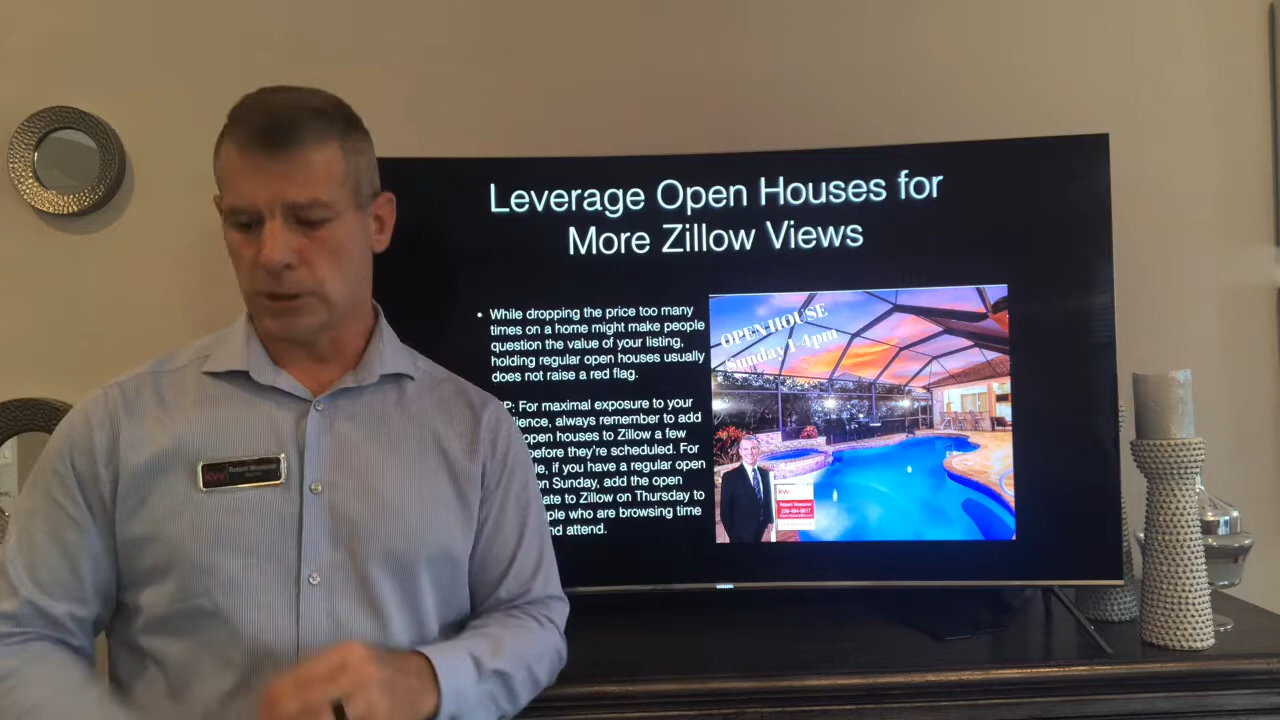 Leverage Open Houses for
More Zillow Views
• While dropping the price too many
times on a home might make people
question the value of your listing,
holding regular open houses usually
does not raise a red flag.
P: For maximal exposure to your
ience, always remember to add
open houses to Zillow a few
before they're scheduled. For
le, if you have a regular open
on Sunday, add the open
ate to Zillow on Thursday to
ple who are browsing time
nd attend.
OPEN HOUSE
Sunday 1-4pm
KW
SAMSUNG